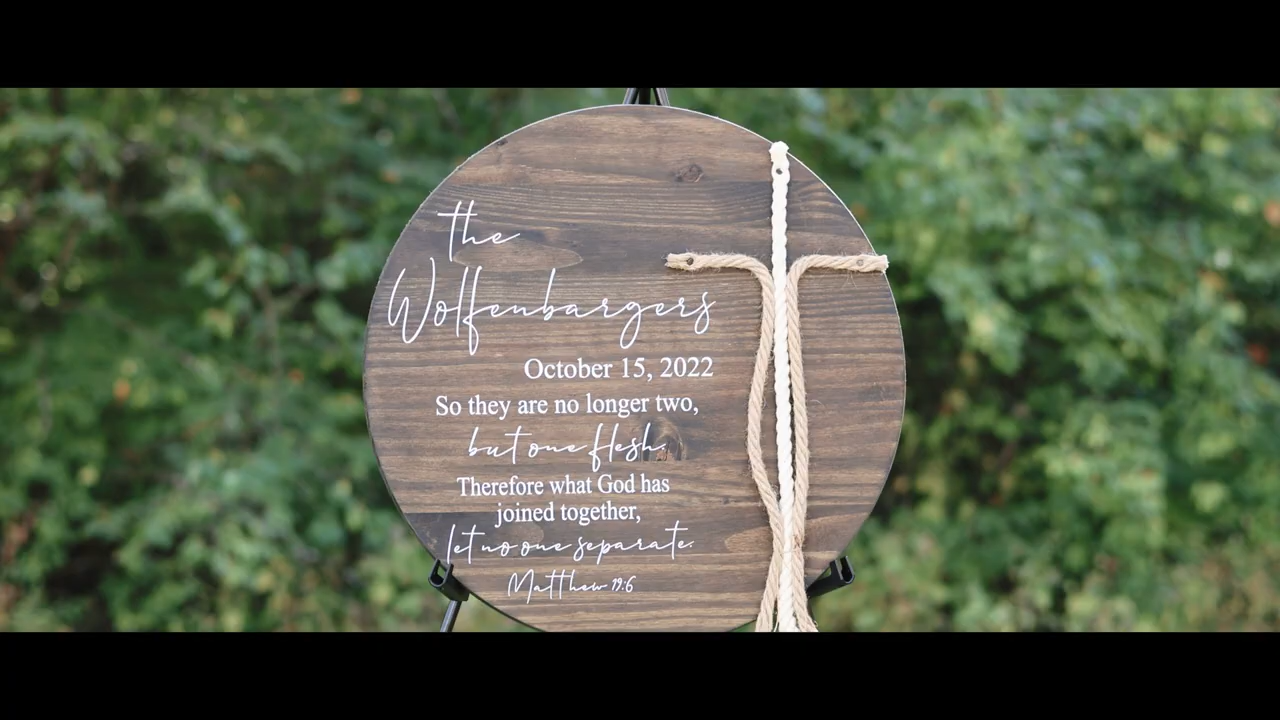 the
Wolfenbargers
October 15, 2022
So they are no longer two,
but one flesh.
Therefore what God has
joined together,
let no one separate.
Matthew 19:6